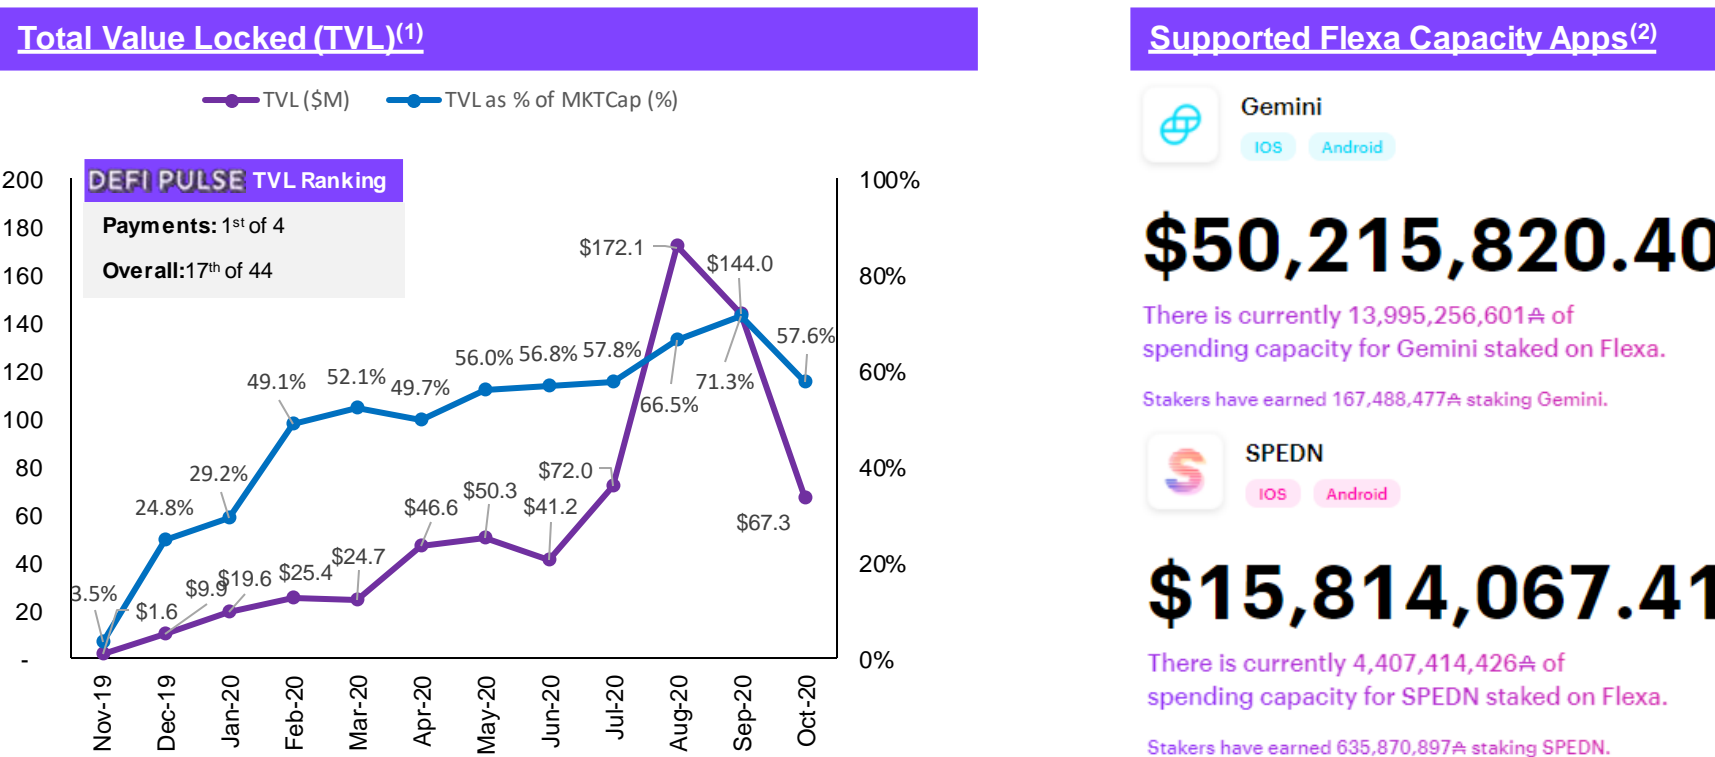 Total Value Locked (TVL)(1)
TVL ($M)
TVL as % of MKTCap (%)
DEFI PULSE TVL Ranking
Payments: 1st of 4
Overall:17th of 44
200
180
160
140
120
100
80
60
40
20
-
100%
80%
60%
40%
20%
0%
3.5%
24.8%
29.2%
49.1%
52.1%
49.7%
56.0%
56.8%
57.8%
66.5%
71.3%
57.6%
$1.6
$9.9
$19.6
$25.4
$24.7
$46.6
$50.3
$41.2
$72.0
$172.1
$144.0
$67.3
Nov-19
Dec-19
Jan-20
Feb-20
Mar-20
Apr-20
May-20
Jun-20
Jul-20
Aug-20
Sep-20
Oct-20
Supported Flexa Capacity Apps(2)
Gemini
IOS
Android
$50,215,820.40
There is currently 13,995,256,601₳ of
spending capacity for Gemini staked on Flexa.
Stakers have earned 167,488,477₳ staking Gemini.
SPEDN
IOS
Android
$15,814,067.41
There is currently 4,407,414,426₳ of
spending capacity for SPEDN staked on Flexa.
Stakers have earned 635,870,897₳ staking SPEDN.